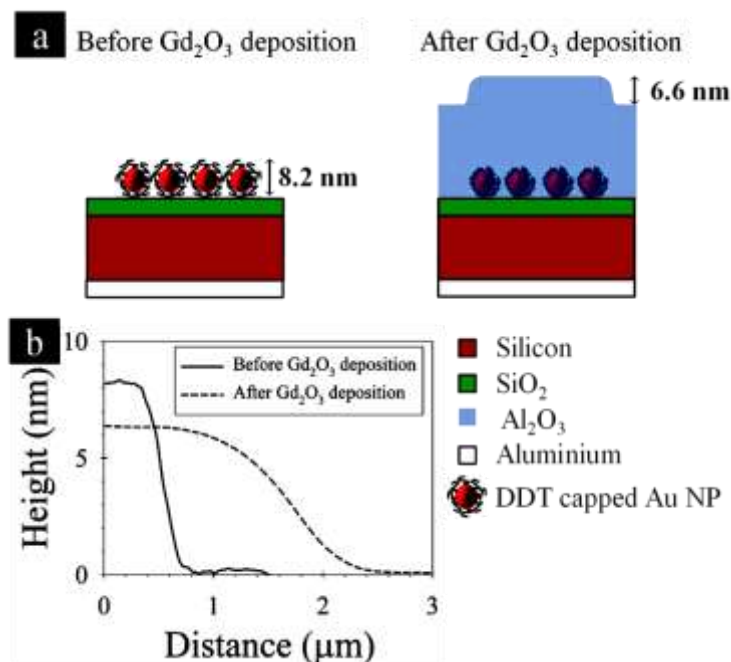 a Before Gd₂O₃ deposition After Gd₂O₃ deposition
6.6 nm
8.2 nm
b
Before Gd₂O₃ deposition
After Gd₂O₃ deposition
Height (nm)
10
5
0
0 1 2 3
Distance (μm)
Silicon
SiO₂
Al₂O₃
Aluminium
DDT capped Au NP